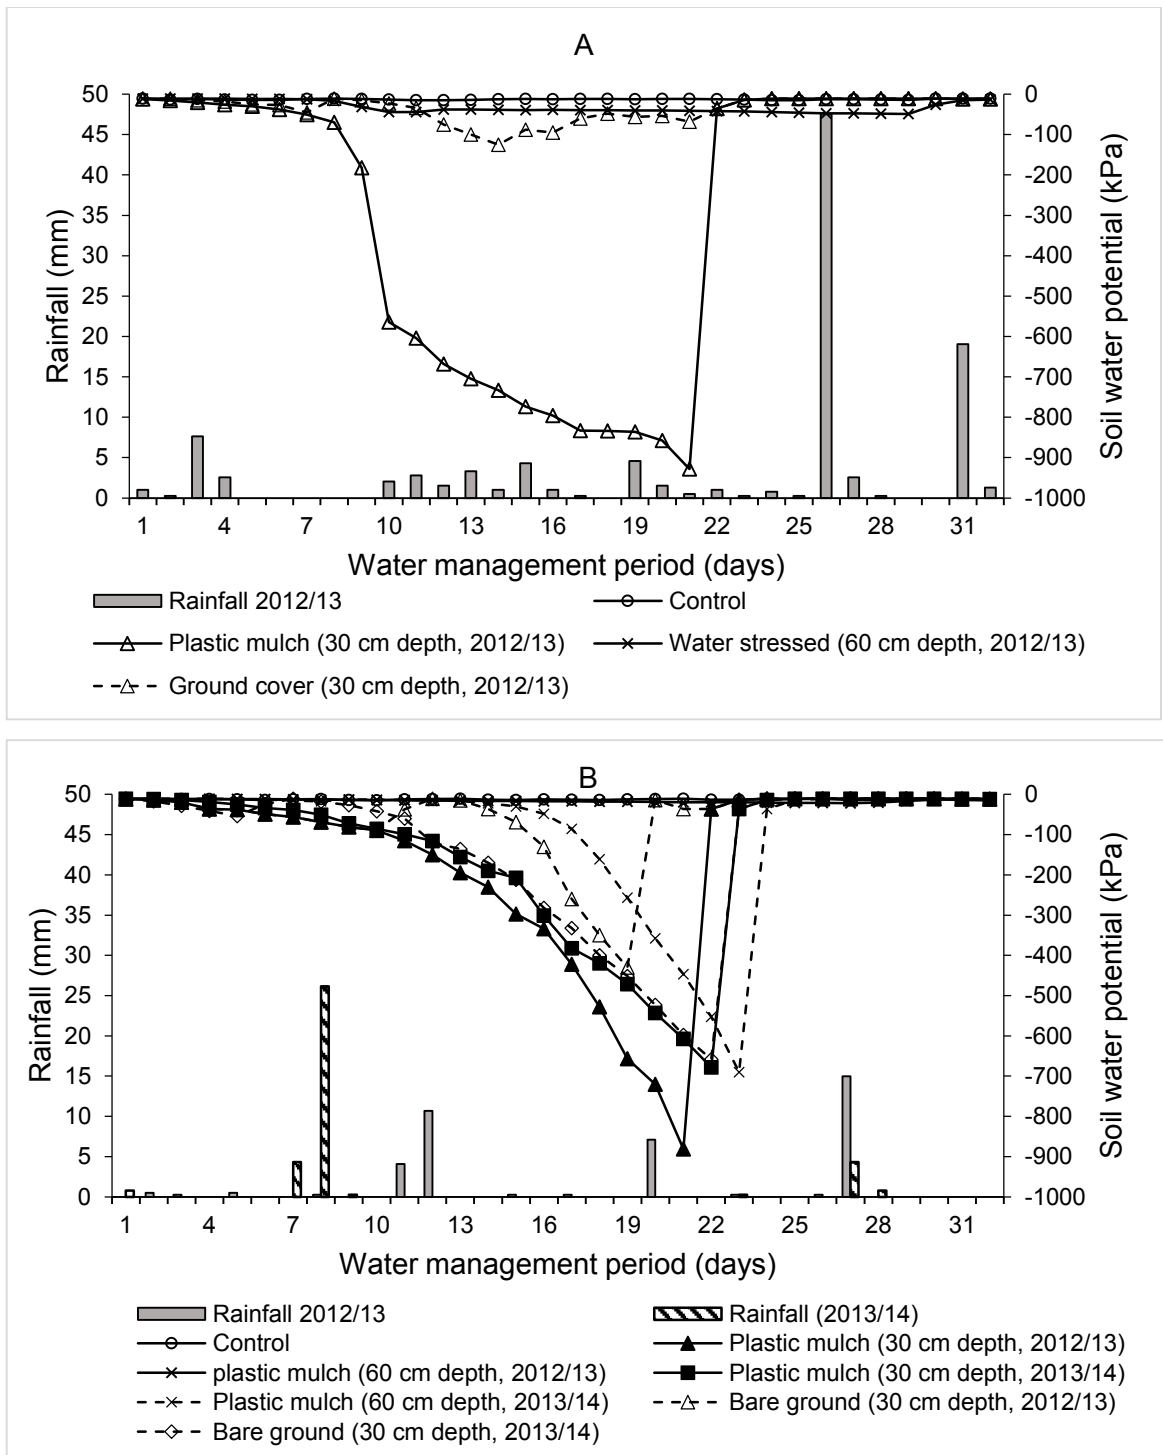 A
50
45
40
35
30
25
20
15
10
5
0
Rainfall (mm)
0
-100
-200
-300
-400
-500
-600
-700
-800
-900
-1000
Soil water potential (kPa)
1 4 7 10 13 16 19 22 25 28 31
Water management period (days)
Rainfall 2012/13 Control
Plastic mulch (30 cm depth, 2012/13) Water stressed (60 cm depth, 2012/13)
Ground cover (30 cm depth, 2012/13)
B
50
45
40
35
30
25
20
15
10
5
0
Rainfall (mm)
0
-100
-200
-300
-400
-500
-600
-700
-800
-900
-1000
Soil water potential (kPa)
1 4 7 10 13 16 19 22 25 28 31
Water management period (days)
Rainfall 2012/13 Rainfall (2013/14)
Control Plastic mulch (30 cm depth, 2012/13)
plastic mulch (60 cm depth, 2012/13) Plastic mulch (30 cm depth, 2013/14)
Plastic mulch (60 cm depth, 2013/14) Bare ground (30 cm depth, 2012/13)
Bare ground (30 cm depth, 2013/14)